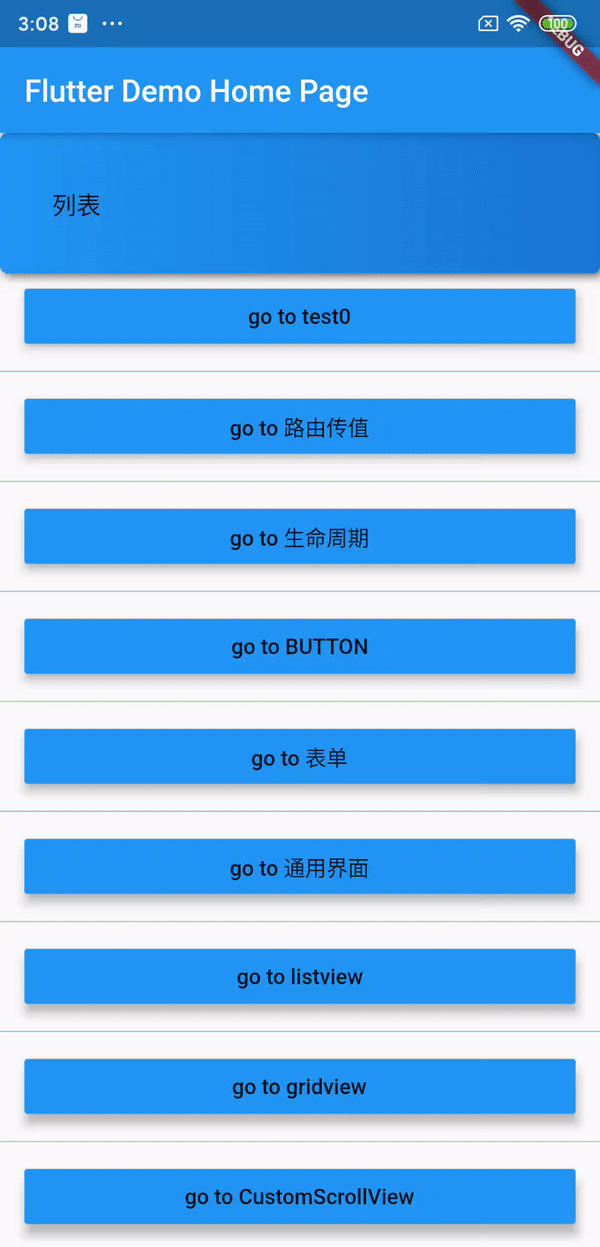 3:08 mi ··· 100
DEBUG
Flutter Demo Home Page
列表
go to test0
go to 路由传值
go to 生命周期
go to BUTTON
go to 表单
go to 通用界面
go to listview
go to gridview
go to CustomScrollView